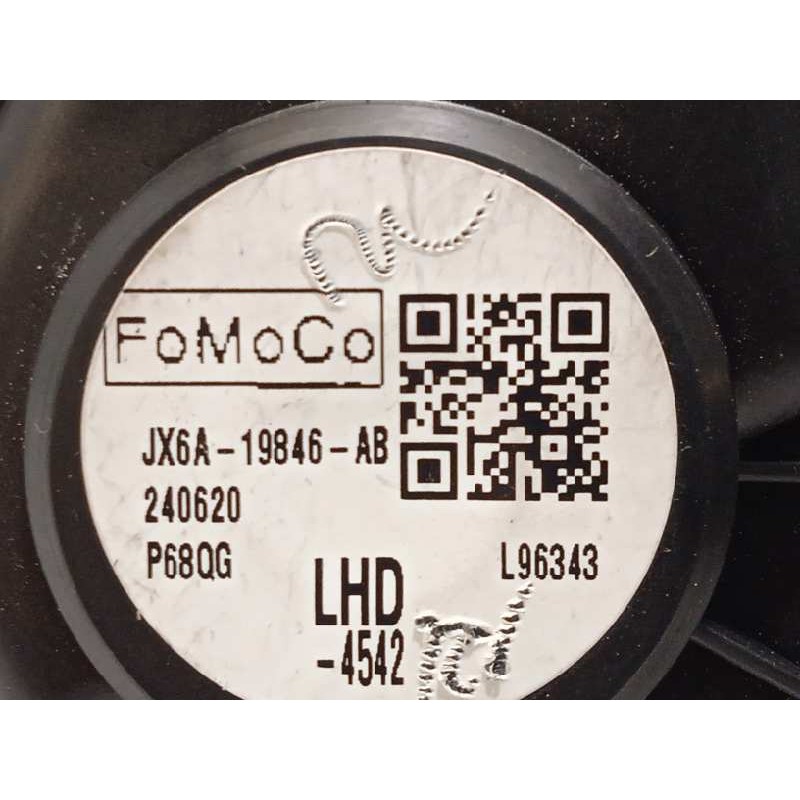 FoMoCo
JX6A-19846-AB
240620
P68QG
L96343
LHD
-4542